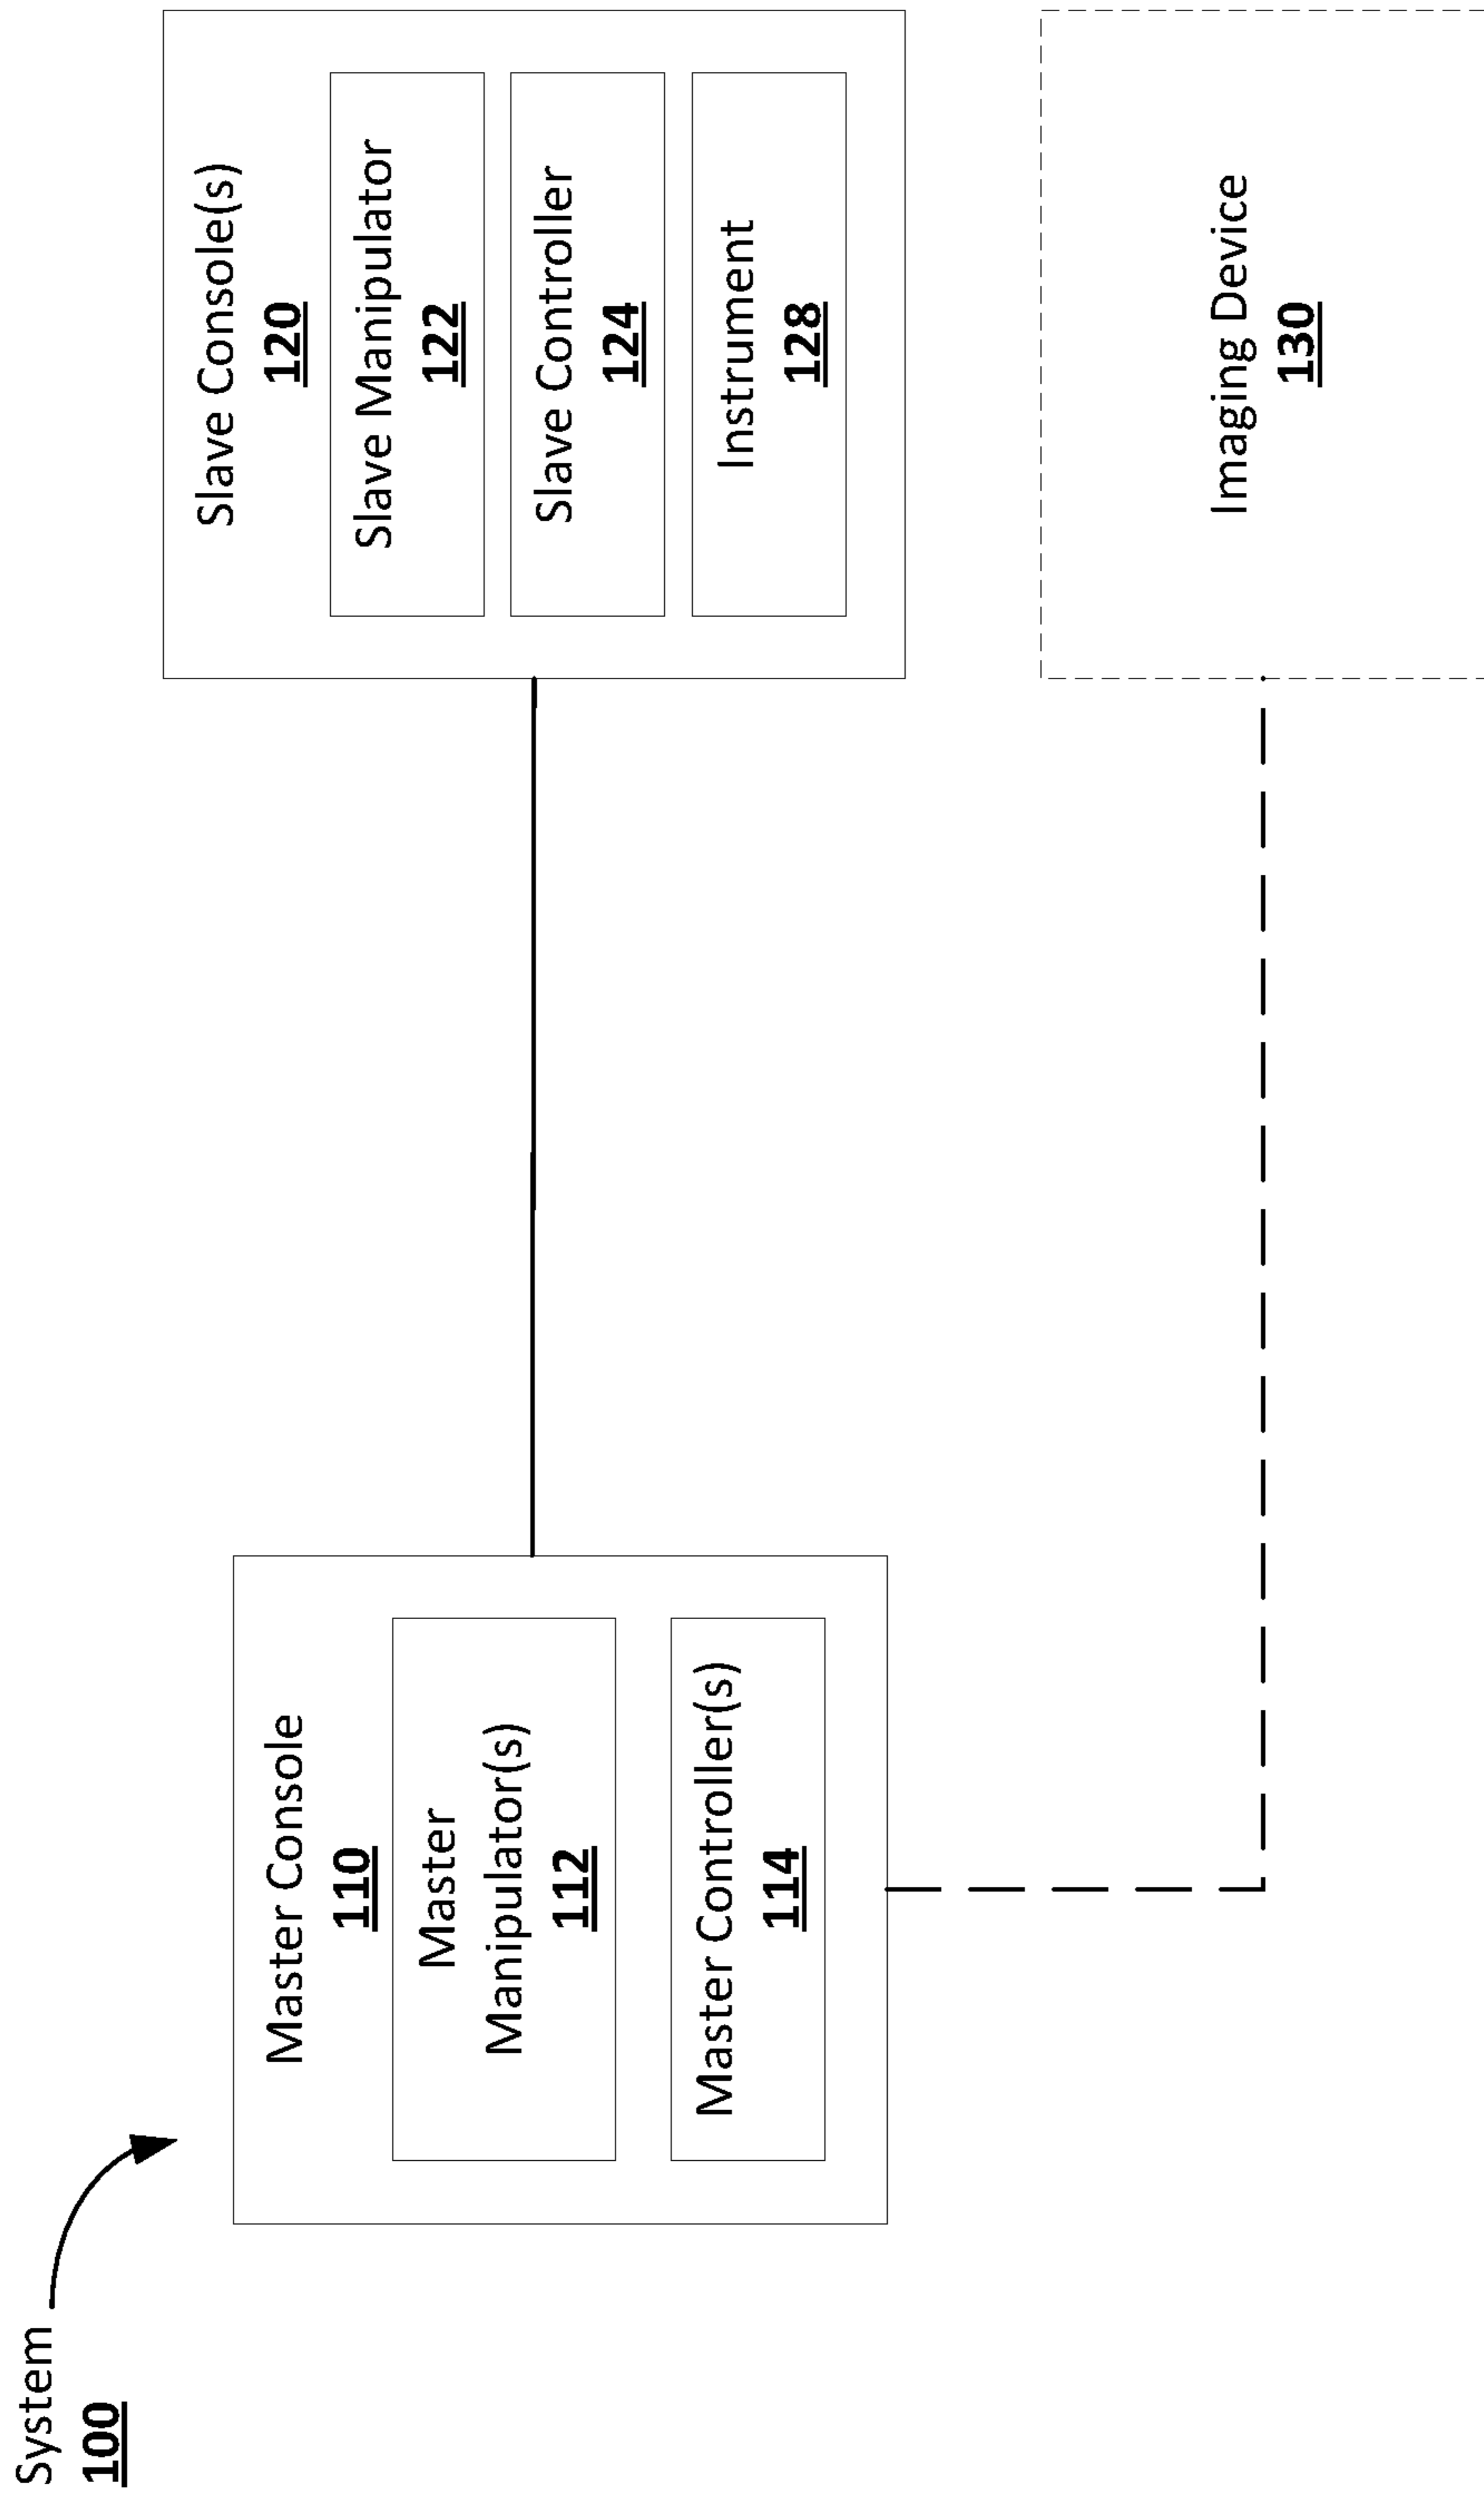 System
100
Master Console
110
Master
Manipulator(s)
112
Master Controller(s)
114
Slave Console(s)
120
Slave Manipulator
122
Slave Controller
124
Instrument
128
Imaging Device
130